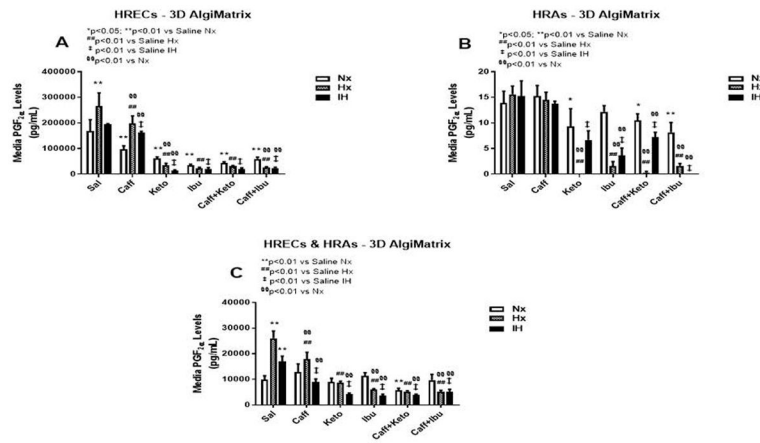 HRECs - 3D AlgiMatrix
A
*p<0.05; **p<0.01 vs Saline Nx
##p<0.01 vs Saline Hx
‡ p<0.01 vs Saline IH
◊◊p<0.01 vs Nx
Nx
Hx
IH
Media PGF2α Levels
(pg/mL)
400000
300000
200000
100000
0
**
**
◊◊
##
◊◊
‡
**
◊◊
##
◊◊
‡
**
##
‡
**
##
‡
**
◊◊
##
◊◊
‡
Sal
Caff
Keto
Ibu
Caff+Keto
Caff+Ibu
HRAs - 3D AlgiMatrix
B
*p<0.05; **p<0.01 vs Saline Nx
##p<0.01 vs Saline Hx
‡ p<0.01 vs Saline IH
◊◊p<0.01 vs Nx
Nx
Hx
IH
Media PGF2α Levels
(pg/mL)
20
15
10
5
0
*
◊◊
##
‡
◊◊
##
◊◊
‡
*
◊◊
##
◊◊
‡
**
◊◊
##
◊◊
‡
Sal
Caff
Keto
Ibu
Caff+Keto
Caff+Ibu
HRECs & HRAs - 3D AlgiMatrix
C
**p<0.01 vs Saline Nx
##p<0.01 vs Saline Hx
‡ p<0.01 vs Saline IH
◊◊p<0.01 vs Nx
Nx
Hx
IH
Media PGF2α Levels
(pg/mL)
40000
30000
20000
10000
0
**
**
◊◊
##
◊◊
‡
##
◊◊
‡
◊◊
##
◊◊
‡
**
◊◊
##
◊◊
‡
◊◊
##
◊◊
‡
Sal
Caff
Keto
Ibu
Caff+Keto
Caff+Ibu